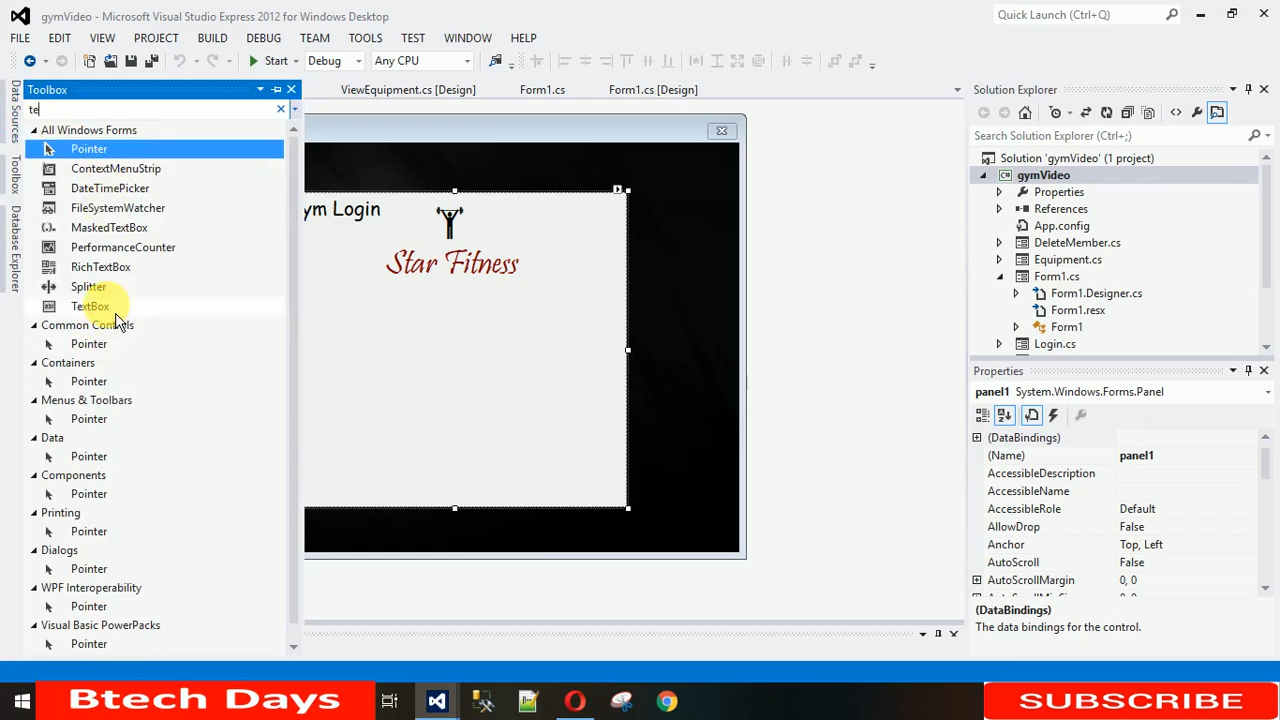 gymVideo - Microsoft Visual Studio Express 2012 for Windows Desktop
Quick Launch (Ctrl+Q)
FILE EDIT VIEW PROJECT BUILD DEBUG TEAM TOOLS TEST WINDOW HELP
Start Debug Any CPU
Data Sources
Toolbox
Database Explorer
Toolbox
te
All Windows Forms
Pointer
ContextMenuStrip
DateTimePicker
FileSystemWatcher
MaskedTextBox
PerformanceCounter
RichTextBox
Splitter
TextBox
Common Controls
Pointer
Containers
Pointer
Menus & Toolbars
Pointer
Data
Pointer
Components
Pointer
Printing
Pointer
Dialogs
Pointer
WPF Interoperability
Pointer
Visual Basic PowerPacks
Pointer
ViewEquipment.cs [Design] Form1.cs Form1.cs [Design]
ym Login
Star Fitness
Solution Explorer
Search Solution Explorer (Ctrl+;)
Solution 'gymVideo' (1 project)
gymVideo
Properties
References
App.config
DeleteMember.cs
Equipment.cs
Form1.cs
Form1.Designer.cs
Form1.resx
Form1
Login.cs
Properties
panel1 System.Windows.Forms.Panel
(DataBindings)
(Name) panel1
AccessibleDescription
AccessibleName
AccessibleRole Default
AllowDrop False
Anchor Top, Left
AutoScroll False
AutoScrollMargin 0, 0
(DataBindings)
The data bindings for the control.
Btech Days
SUBSCRIBE